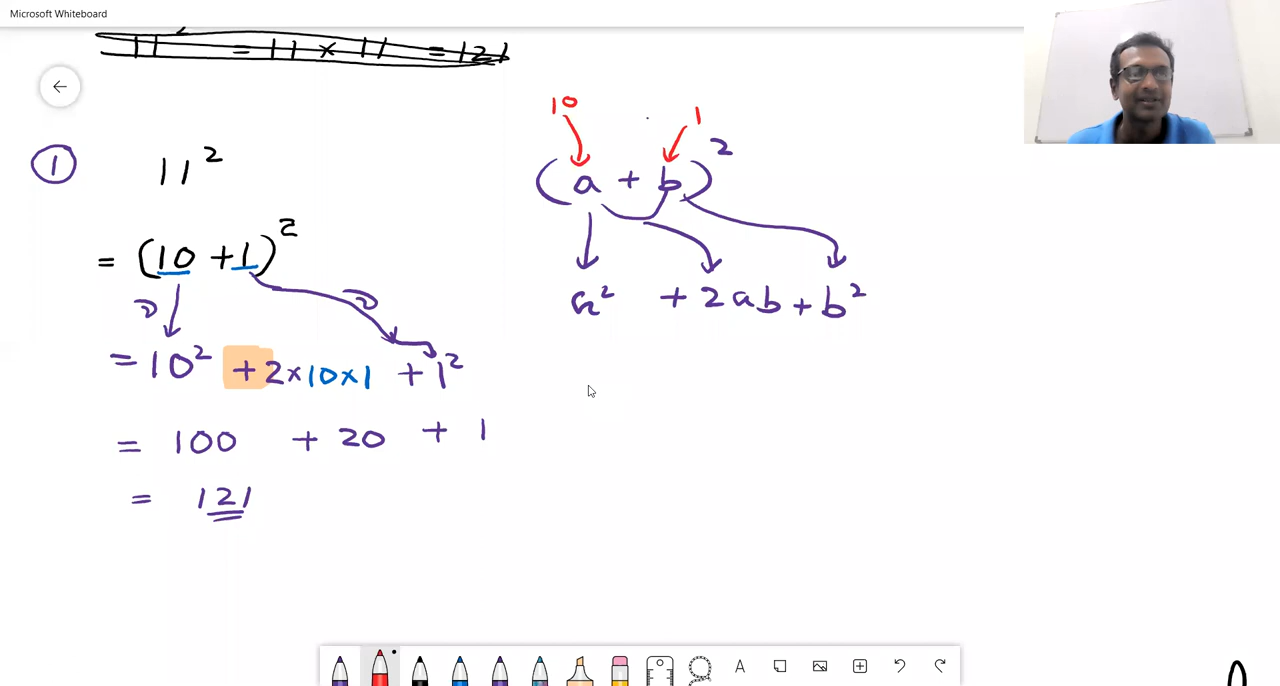 Microsoft Whiteboard
11² = 11 × 11 = 121
10
1
① 11²
(a + b)²
= (10 + 1)²
a² + 2ab + b²
= 10² + 2 × 10 × 1 + 1²
= 100 + 20 + 1
= 121
A